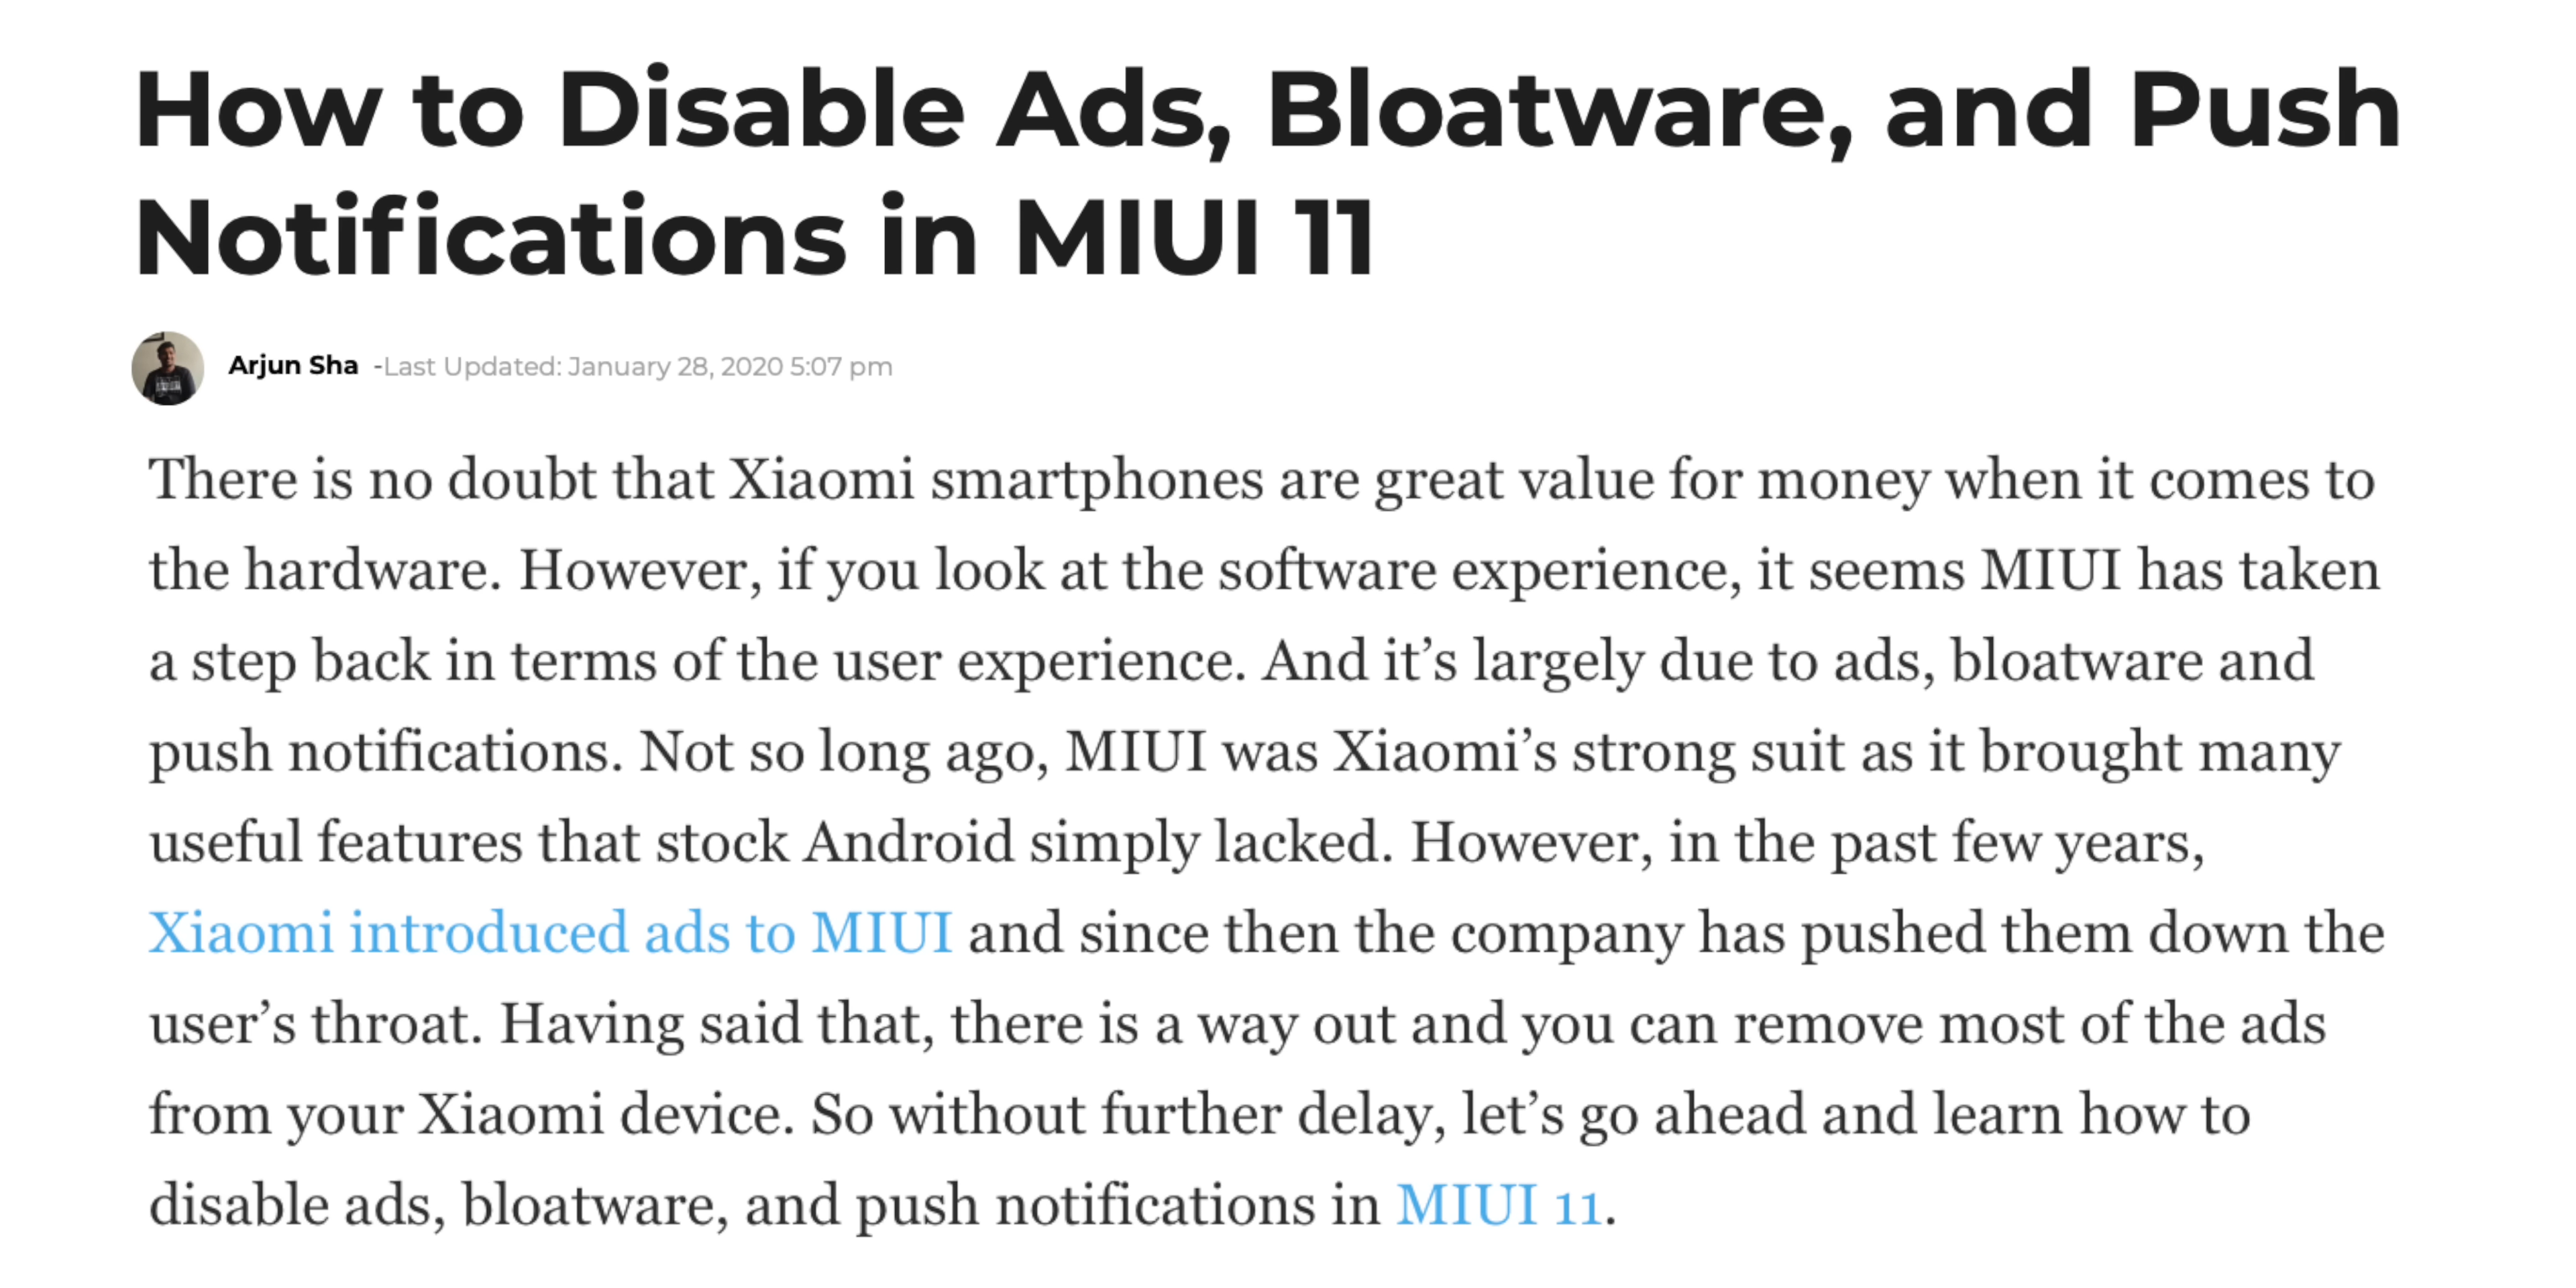 How to Disable Ads, Bloatware, and Push
Notifications in MIUI 11
Arjun Sha -Last Updated: January 28, 2020 5:07 pm
There is no doubt that Xiaomi smartphones are great value for money when it comes to
the hardware. However, if you look at the software experience, it seems MIUI has taken
a step back in terms of the user experience. And it’s largely due to ads, bloatware and
push notifications. Not so long ago, MIUI was Xiaomi’s strong suit as it brought many
useful features that stock Android simply lacked. However, in the past few years,
Xiaomi introduced ads to MIUI and since then the company has pushed them down the
user’s throat. Having said that, there is a way out and you can remove most of the ads
from your Xiaomi device. So without further delay, let’s go ahead and learn how to
disable ads, bloatware, and push notifications in MIUI 11.